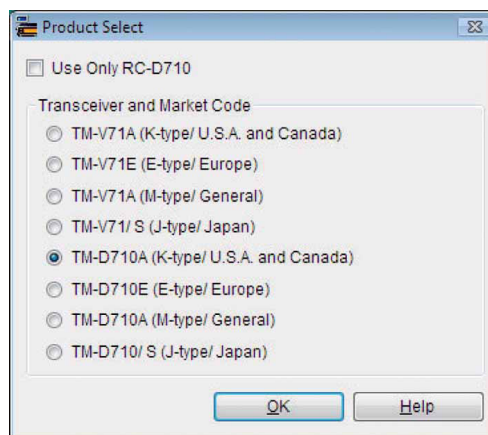 Product Select
Use Only RC-D710
Transceiver and Market Code
TM-V71A (K-type/ U.S.A. and Canada)
TM-V71E (E-type/ Europe)
TM-V71A (M-type/ General)
TM-V71/ S (J-type/ Japan)
TM-D710A (K-type/ U.S.A. and Canada)
TM-D710E (E-type/ Europe)
TM-D710A (M-type/ General)
TM-D710/ S (J-type/ Japan)
OK Help